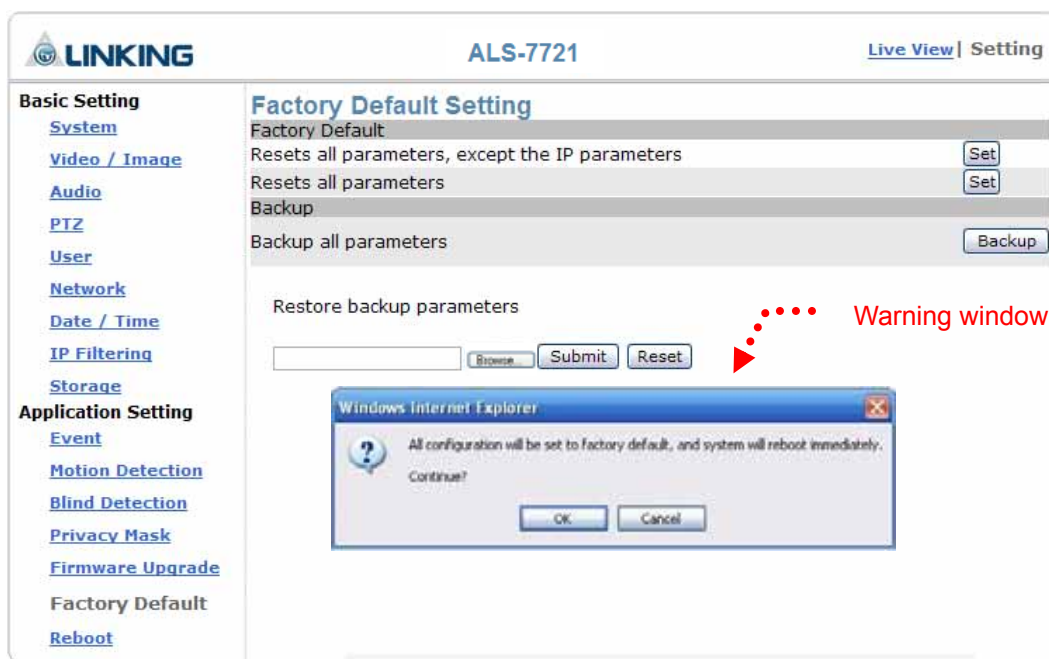 LINKING
ALS-7721
Live View| Setting
Basic Setting
System
Video / Image
Audio
PTZ
User
Network
Date / Time
IP Filtering
Storage
Application Setting
Event
Motion Detection
Blind Detection
Privacy Mask
Firmware Upgrade
Factory Default
Reboot
Factory Default Setting
Factory Default
Resets all parameters, except the IP parameters Set
Resets all parameters Set
Backup
Backup all parameters Backup
Restore backup parameters
Browse... Submit Reset
Warning window
Windows Internet Explorer
All configuration will be set to factory default, and system will reboot immediately.
Continue?
OK Cancel